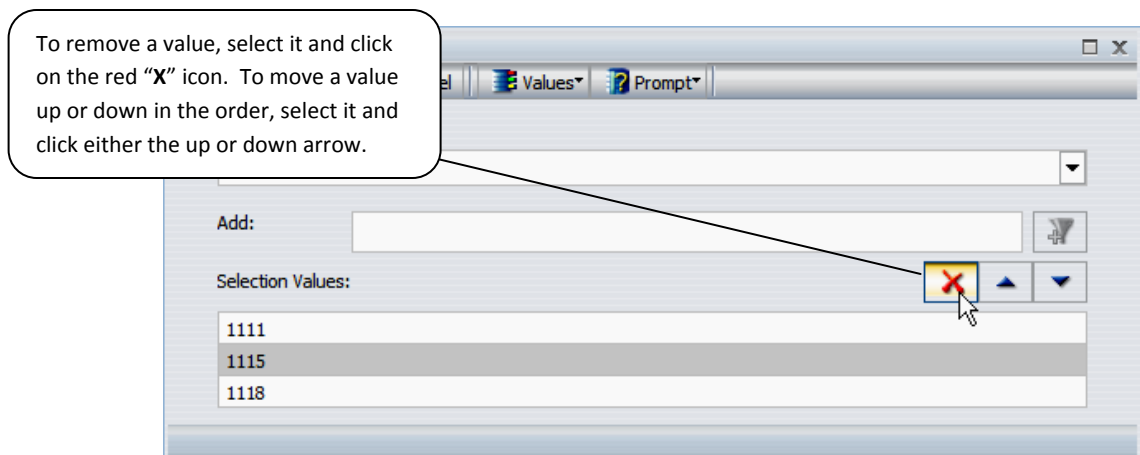 To remove a value, select it and click
on the red “X” icon.  To move a value
up or down in the order, select it and
click either the up or down arrow.
Values Prompt
Add:
Selection Values:
1111
1115
1118